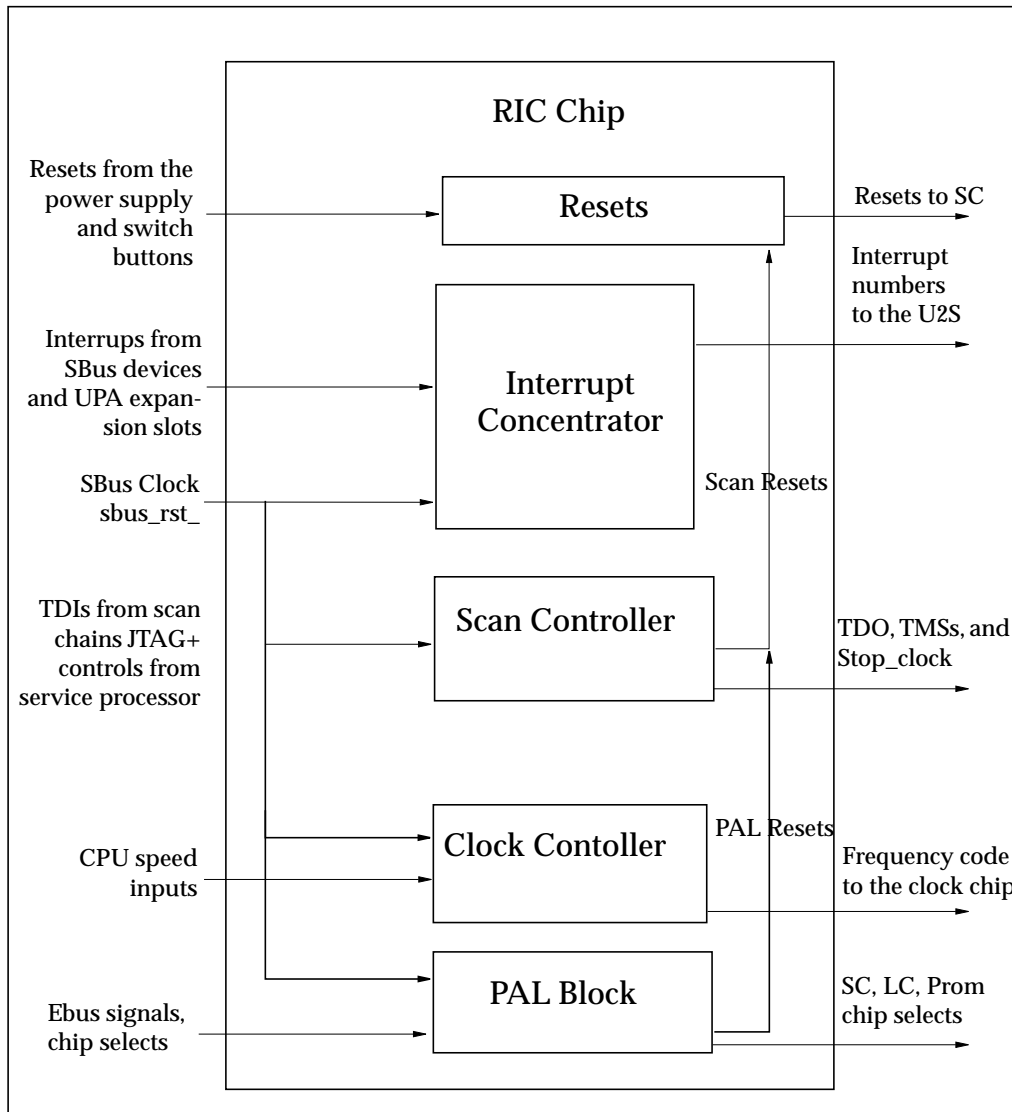 RIC Chip
Resets from the
power supply
and switch
buttons
Resets
Resets to SC
Interrupt
numbers
to the U2S
Interrups from
SBus devices
and UPA expan-
sion slots
Interrupt
Concentrator
SBus Clock
sbus_rst_
Scan Resets
TDIs from scan
chains JTAG+
controls from
service processor
Scan Controller
TDO, TMSs, and
Stop_clock
PAL Resets
CPU speed
inputs
Clock Contoller
Frequency code
to the clock chip
Ebus signals,
chip selects
PAL Block
SC, LC, Prom
chip selects